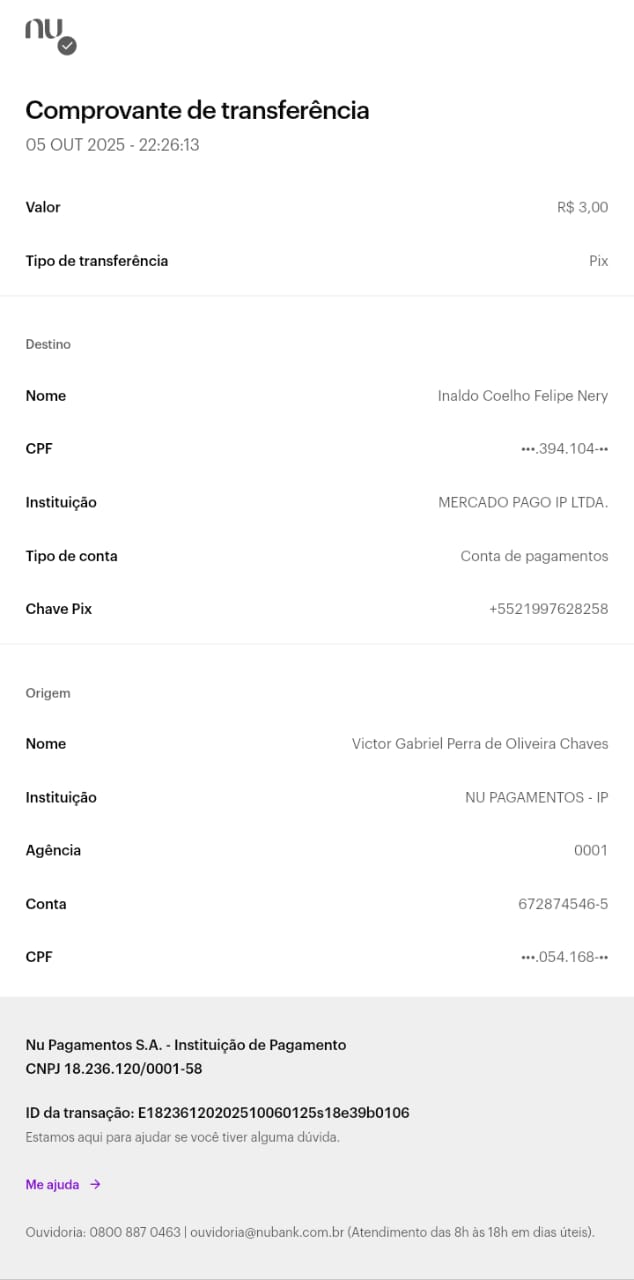 nu
Comprovante de transferência
05 OUT 2025 - 22:26:13
Valor R$ 3,00
Tipo de transferência Pix
Destino
Nome Inaldo Coelho Felipe Nery
CPF •••.394.104-••
Instituição MERCADO PAGO IP LTDA.
Tipo de conta Conta de pagamentos
Chave Pix +5521997628258
Origem
Nome Victor Gabriel Perra de Oliveira Chaves
Instituição NU PAGAMENTOS - IP
Agência 0001
Conta 672874546-5
CPF •••.054.168-••
Nu Pagamentos S.A. - Instituição de Pagamento
CNPJ 18.236.120/0001-58
ID da transação: E18236120202510060125s18e39b0106
Estamos aqui para ajudar se você tiver alguma dúvida.
Me ajuda →
Ouvidoria: 0800 887 0463 | ouvidoria@nubank.com.br (Atendimento das 8h às 18h em dias úteis).